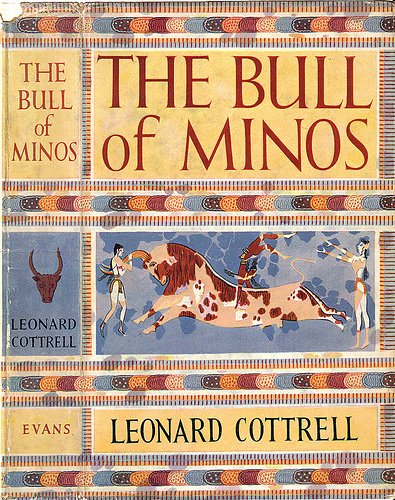 THE
BULL
of
MINOS
LEONARD
COTTRELL
EVANS
THE BULL
of MINOS
LEONARD COTTRELL